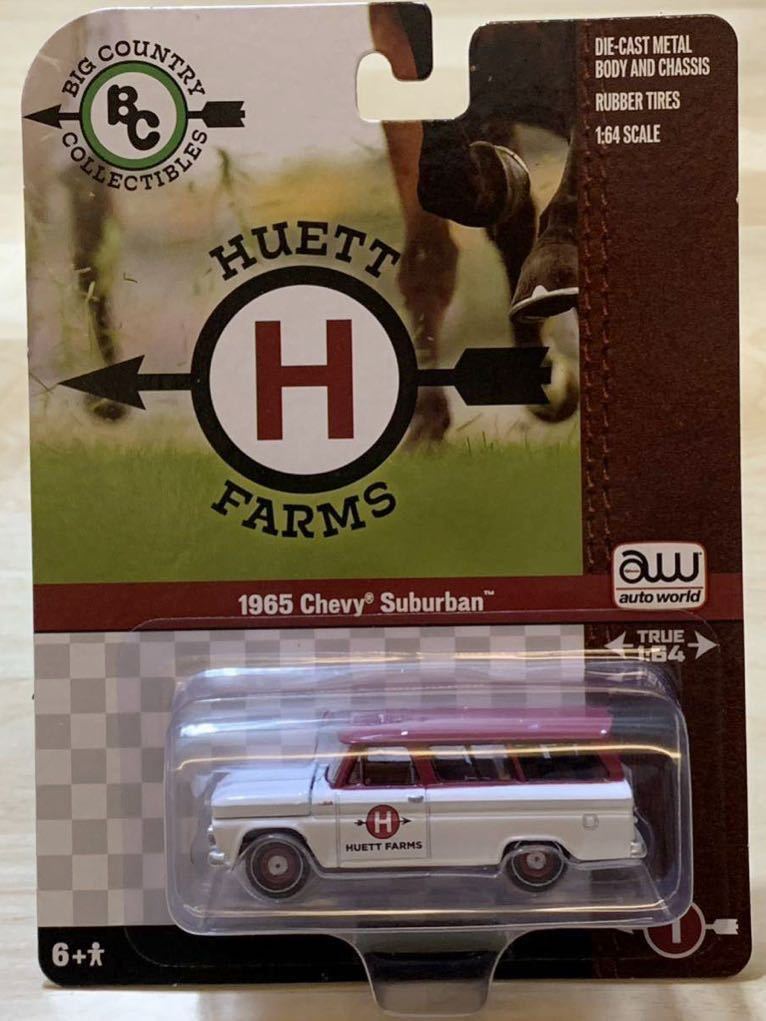 BIG COUNTRY
BC
COLLECTIBLES
DIE-CAST METAL
BODY AND CHASSIS
RUBBER TIRES
1:64 SCALE
HUETT
H
FARMS
1965 Chevy® Suburban™
aw
auto world
TRUE
1:64
H
HUETT FARMS
6+